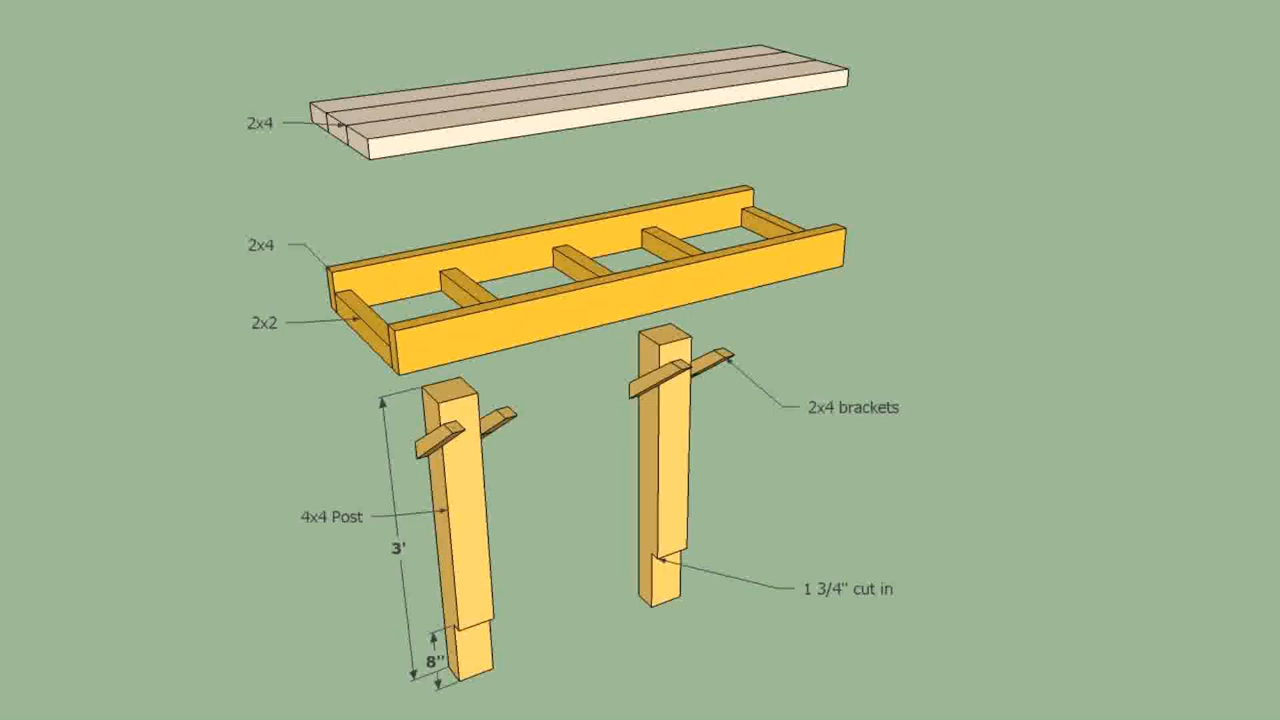 2x4
2x4
2x2
2x4 brackets
4x4 Post
3'
1 3/4" cut in
8"